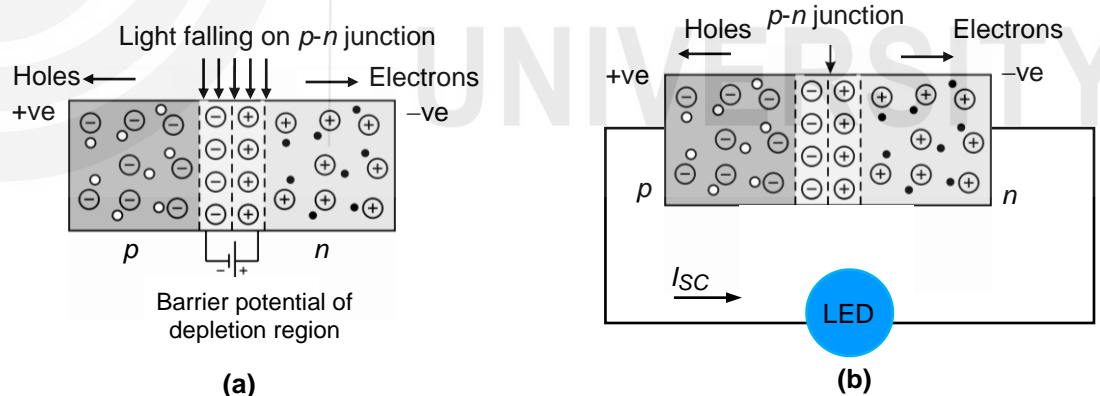 UNIVERSITY
Light falling on p-n junction
Holes
Electrons
+ve
–ve
p
n
– +
Barrier potential of
depletion region
(a)
p-n junction
Holes
Electrons
+ve
–ve
p
n
I_SC
LED
(b)